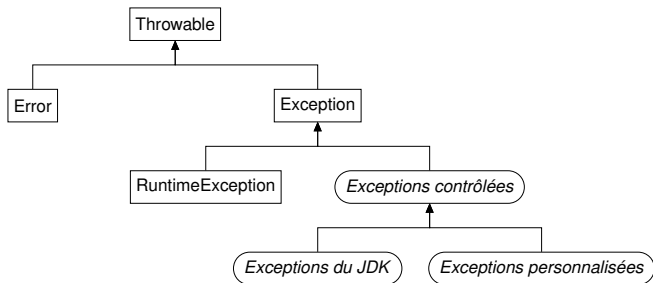 Throwable
Error
Exception
RuntimeException
Exceptions contrôlées
Exceptions du JDK
Exceptions personnalisées